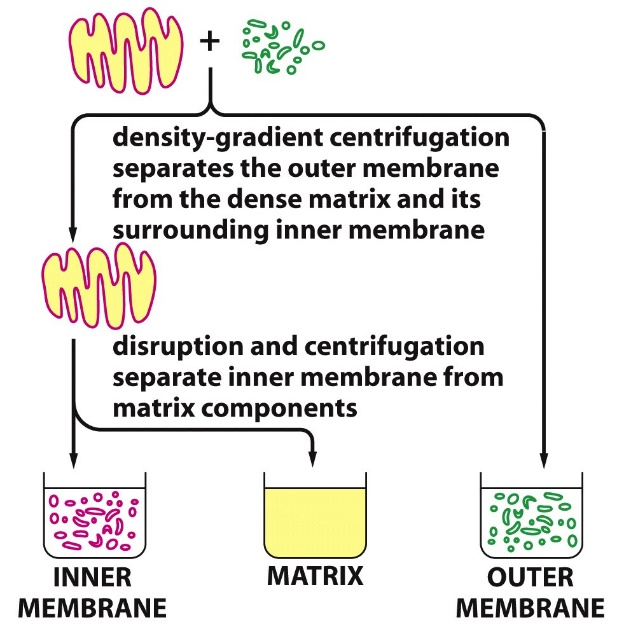 +
density-gradient centrifugation
separates the outer membrane
from the dense matrix and its
surrounding inner membrane
disruption and centrifugation
separate inner membrane from
matrix components
INNER
MEMBRANE
MATRIX
OUTER
MEMBRANE